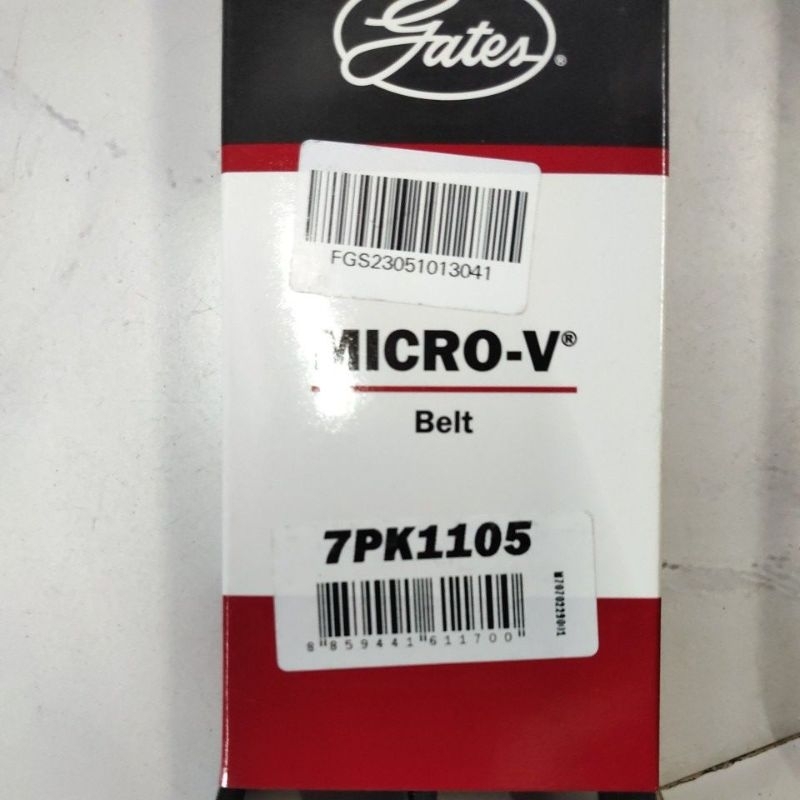 Gates®
FGS23051013041
MICRO-V®
Belt
7PK1105
8 859441 611700